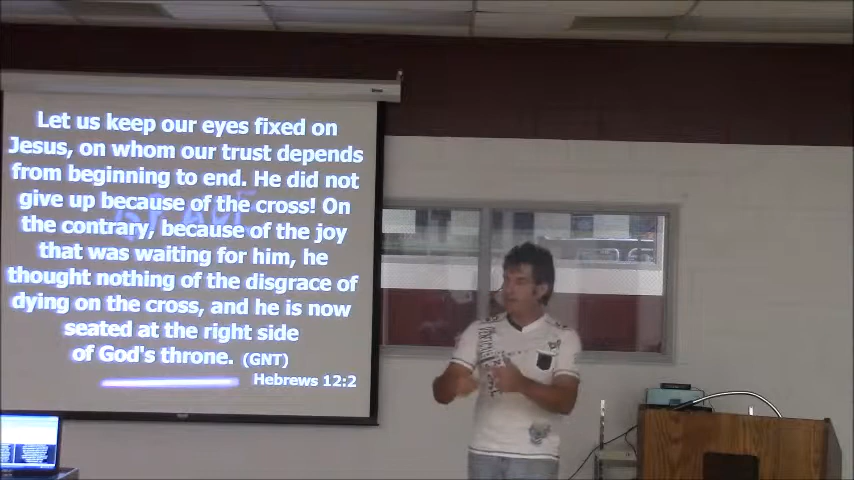 Let us keep our eyes fixed on
Jesus, on whom our trust depends
from beginning to end. He did not
give up because of the cross! On
the contrary, because of the joy
that was waiting for him, he
thought nothing of the disgrace of
dying on the cross, and he is now
seated at the right side
of God's throne. (GNT)
Hebrews 12:2